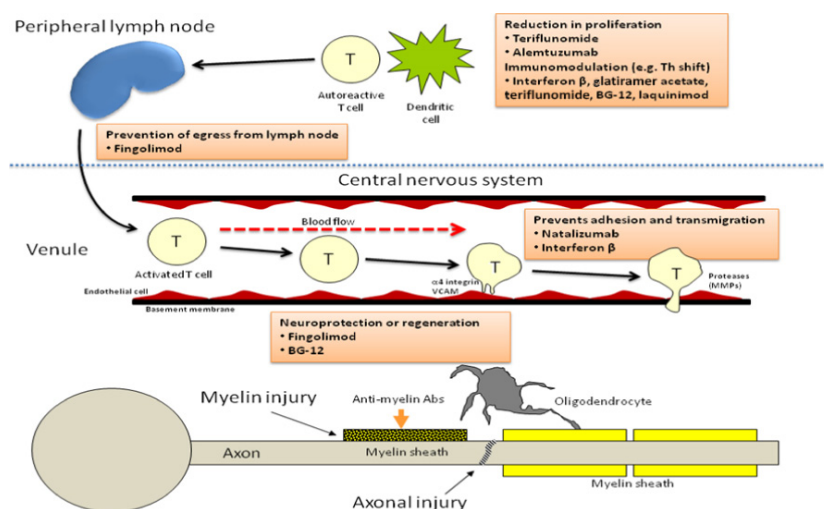 Peripheral lymph node
T
Autoreactive
T cell
Dendritic
cell
Reduction in proliferation
• Teriflunomide
• Alemtuzumab
Immunomodulation (e.g. Th shift)
• Interferon β, glatiramer acetate,
teriflunomide, BG-12, laquinimod
Prevention of egress from lymph node
• Fingolimod
Central nervous system
Venule
Blood flow
Prevents adhesion and transmigration
• Natalizumab
• Interferon β
T
Activated T cell
T
T
α4 integrin
VCAM
T
Proteases
(MMPs)
Endothelial cell
Basement membrane
Neuroprotection or regeneration
• Fingolimod
• BG-12
Myelin injury
Anti-myelin Abs
Oligodendrocyte
Axon
Myelin sheath
Myelin sheath
Axonal injury